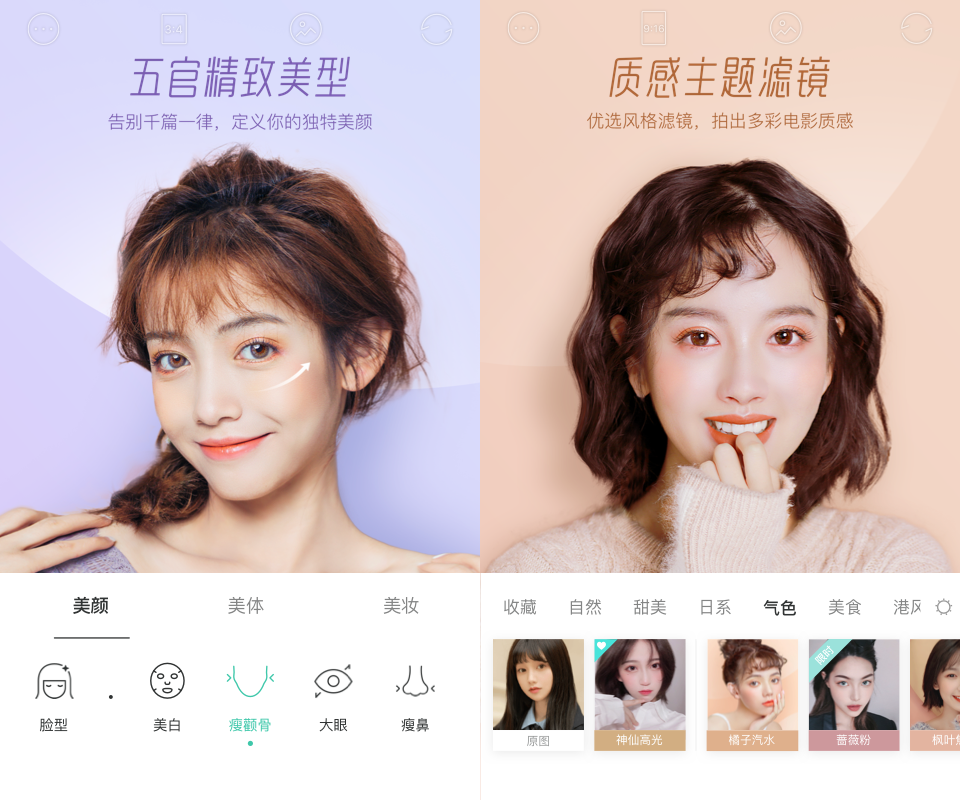 3:4
五官精致美型
告别千篇一律，定义你的独特美颜
美颜
美体
美妆
脸型
美白
瘦颧骨
大眼
瘦鼻
9:16
质感主题滤镜
优选风格滤镜，拍出多彩电影质感
收藏
自然
甜美
日系
气色
美食
港风
限时
原图
神仙高光
橘子汽水
蔷薇粉
枫叶